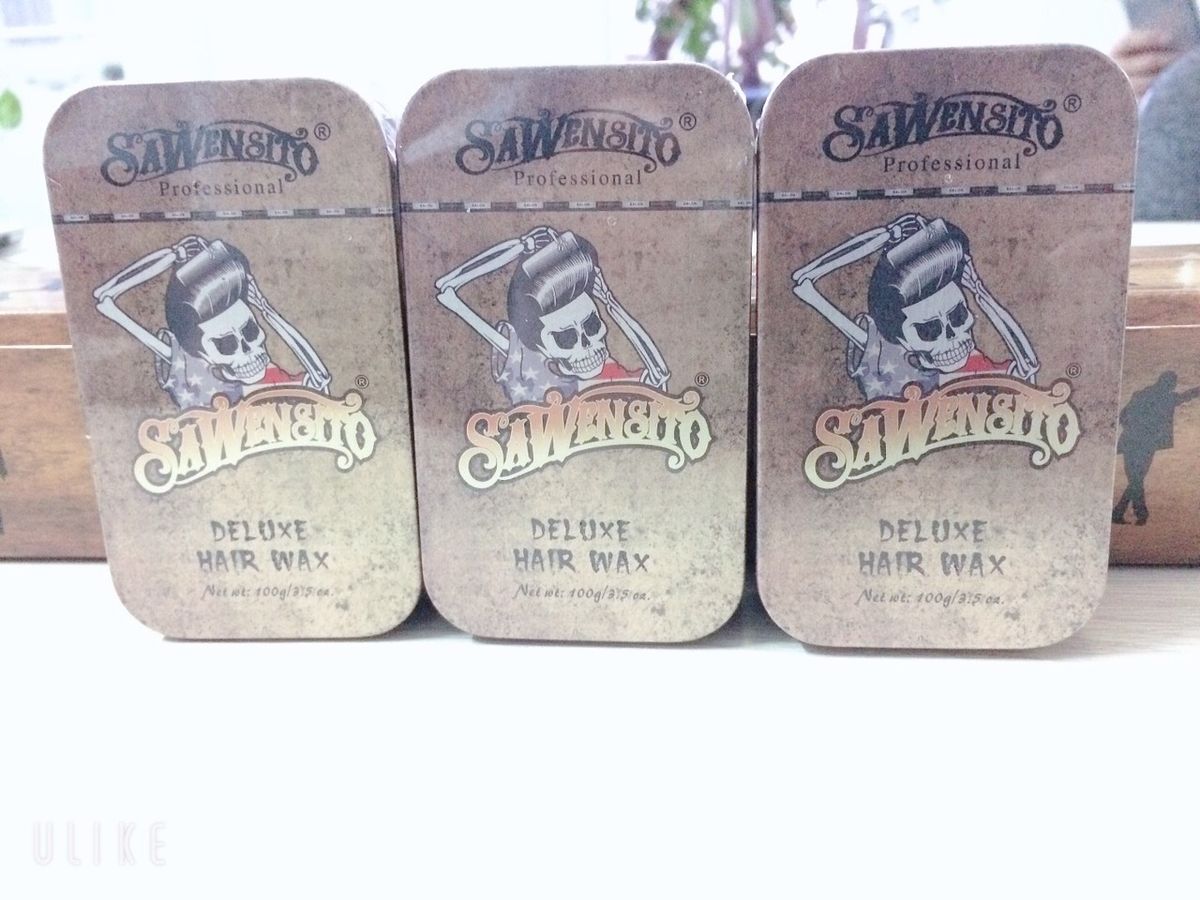 SAWENSITO®
Professional
SAWENSITO®
DELUXE
HAIR WAX
Net wt: 100g/3.5 oz.
SAWENSITO®
Professional
SAWENSITO®
DELUXE
HAIR WAX
Net wt: 100g/3.5 oz.
SAWENSITO®
Professional
SAWENSITO®
DELUXE
HAIR WAX
Net wt: 100g/3.5 oz.
ULIKE